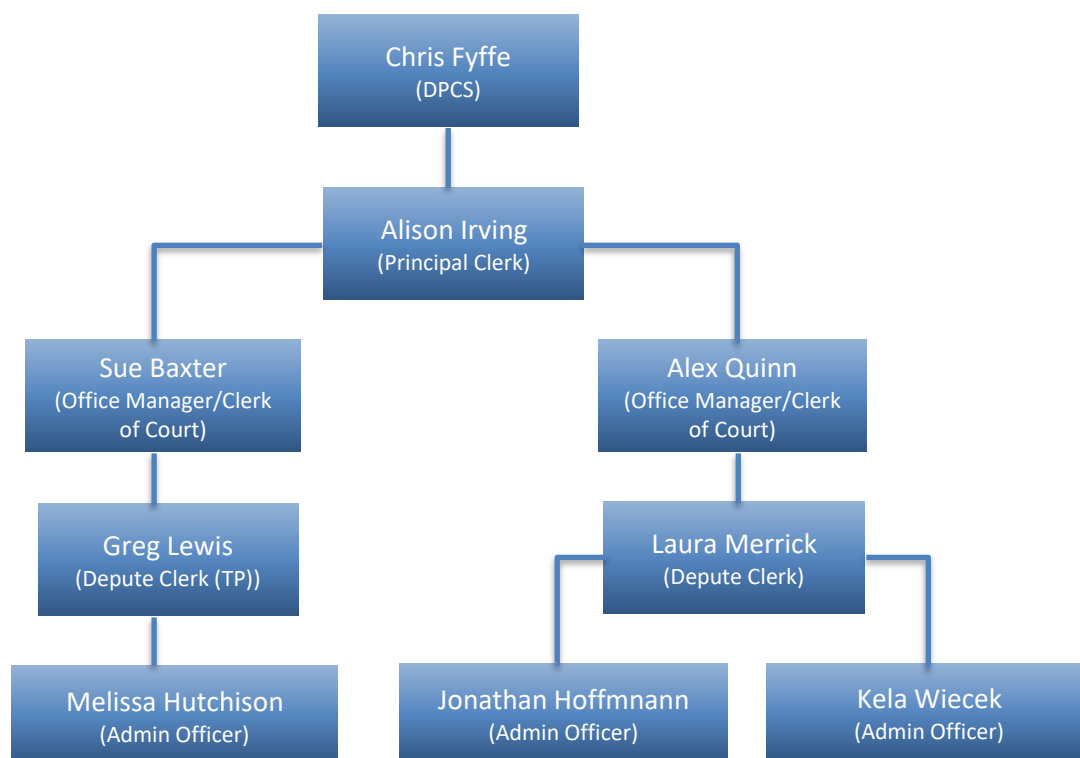 Chris Fyffe
(DPCS)
Alison Irving
(Principal Clerk)
Sue Baxter
(Office Manager/Clerk
of Court)
Alex Quinn
(Office Manager/Clerk
of Court)
Greg Lewis
(Depute Clerk (TP))
Laura Merrick
(Depute Clerk)
Melissa Hutchison
(Admin Officer)
Jonathan Hoffmnann
(Admin Officer)
Kela Wiecek
(Admin Officer)